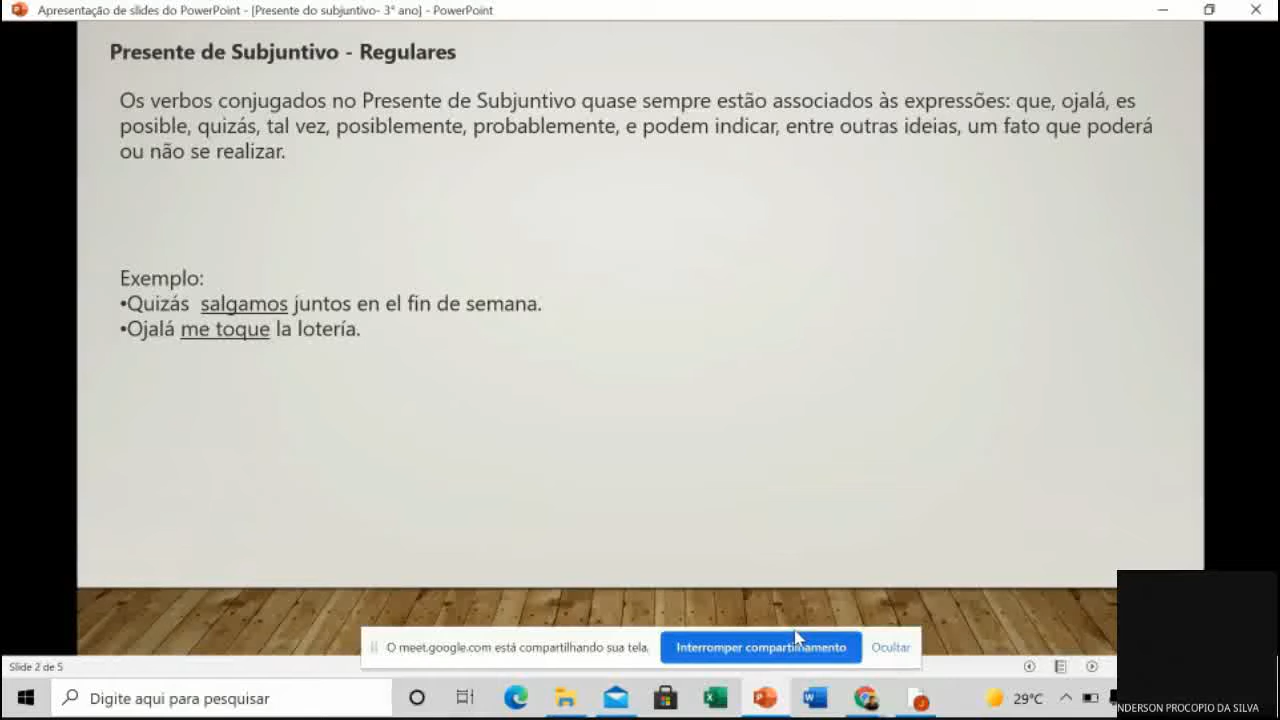 Apresentação de slides do PowerPoint - [Presente do subjuntivo- 3° ano] - PowerPoint
Presente de Subjuntivo - Regulares
Os verbos conjugados no Presente de Subjuntivo quase sempre estão associados às expressões: que, ojalá, es
posible, quizás, tal vez, posiblemente, probablemente, e podem indicar, entre outras ideias, um fato que poderá
ou não se realizar.
Exemplo:
•Quizás salgamos juntos en el fin de semana.
•Ojalá me toque la lotería.
O meet.google.com está compartilhando sua tela.
Interromper compartilhamento
Ocultar
Slide 2 de 5
Digite aqui para pesquisar
29°C
NDERSON PROCOPIO DA SILVA